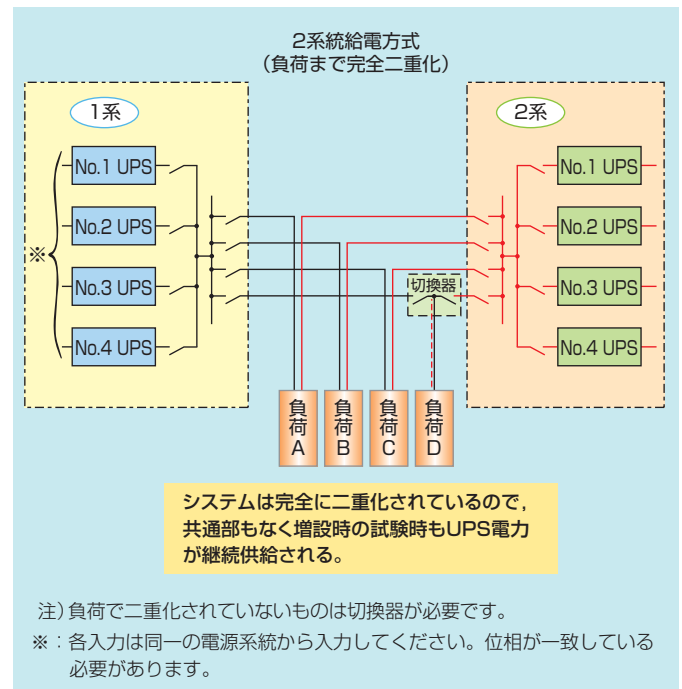 2系統給電方式
（負荷まで完全二重化）
1系
2系
No.1 UPS
No.2 UPS
※
No.3 UPS
No.4 UPS
No.1 UPS
No.2 UPS
No.3 UPS
No.4 UPS
切換器
負荷A
負荷B
負荷C
負荷D
システムは完全に二重化されているので，
共通部もなく増設時の試験時もUPS電力
が継続供給される。
注）負荷で二重化されていないものは切換器が必要です。
※：各入力は同一の電源系統から入力してください。位相が一致している
必要があります。